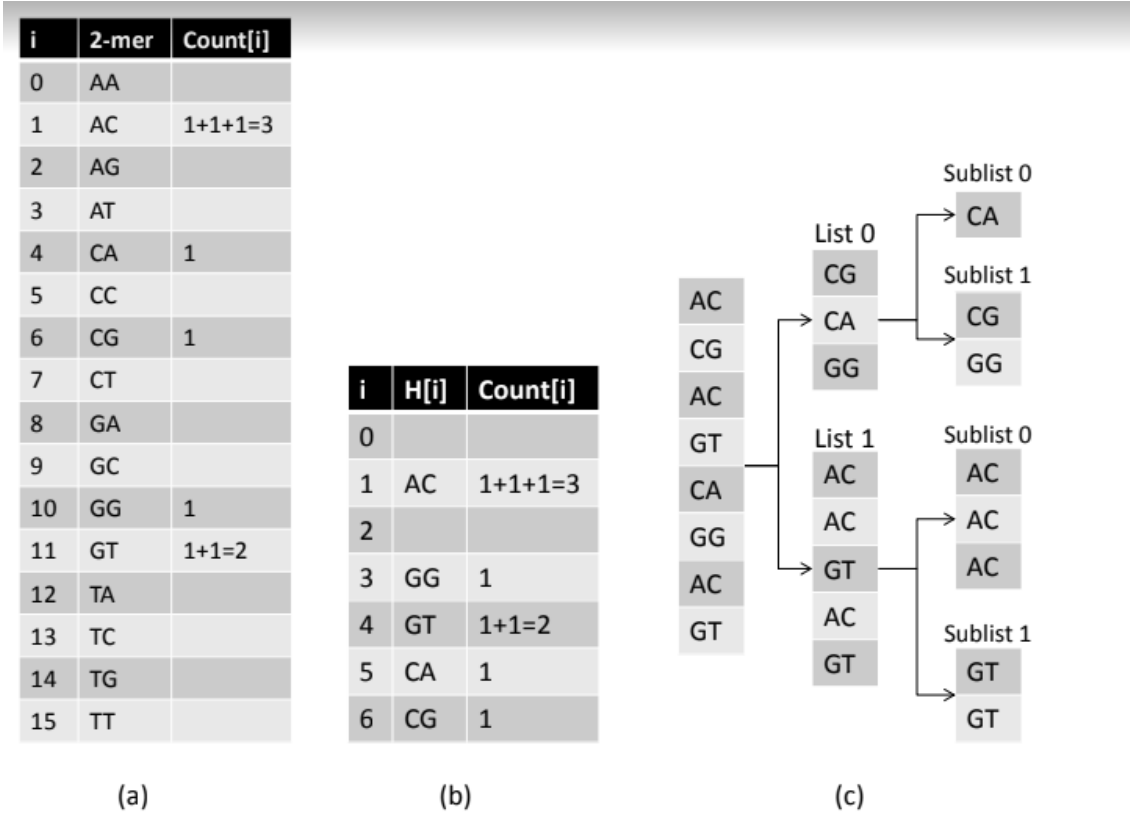 i 2-mer Count[i]
0 AA
1 AC 1+1+1=3
2 AG
3 AT
4 CA 1
5 CC
6 CG 1
7 CT
8 GA
9 GC
10 GG 1
11 GT 1+1=2
12 TA
13 TC
14 TG
15 TT
(a)
i H[i] Count[i]
0
1 AC 1+1+1=3
2
3 GG 1
4 GT 1+1=2
5 CA 1
6 CG 1
(b)
AC
CG
AC
GT
CA
GG
AC
GT
List 0
CG
CA
GG
List 1
AC
AC
GT
AC
GT
Sublist 0
CA
Sublist 1
CG
GG
Sublist 0
AC
AC
AC
Sublist 1
GT
GT
(c)